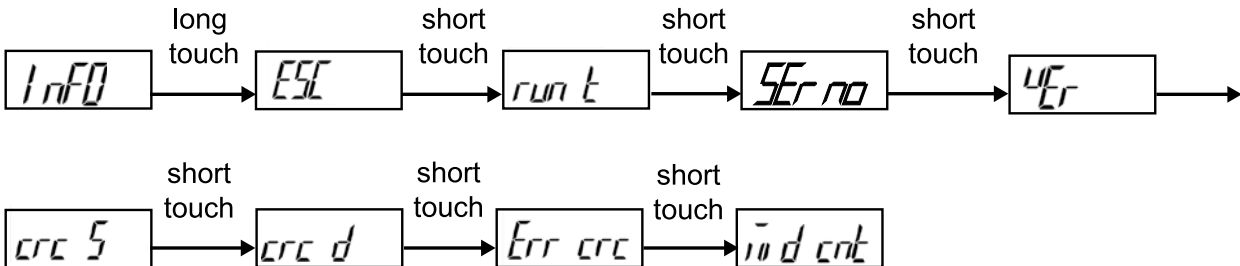 long short short short
touch touch touch touch
InFO ESC run t SEr no vEr
short short short
touch touch touch
crc S crc d Err crc d cnt